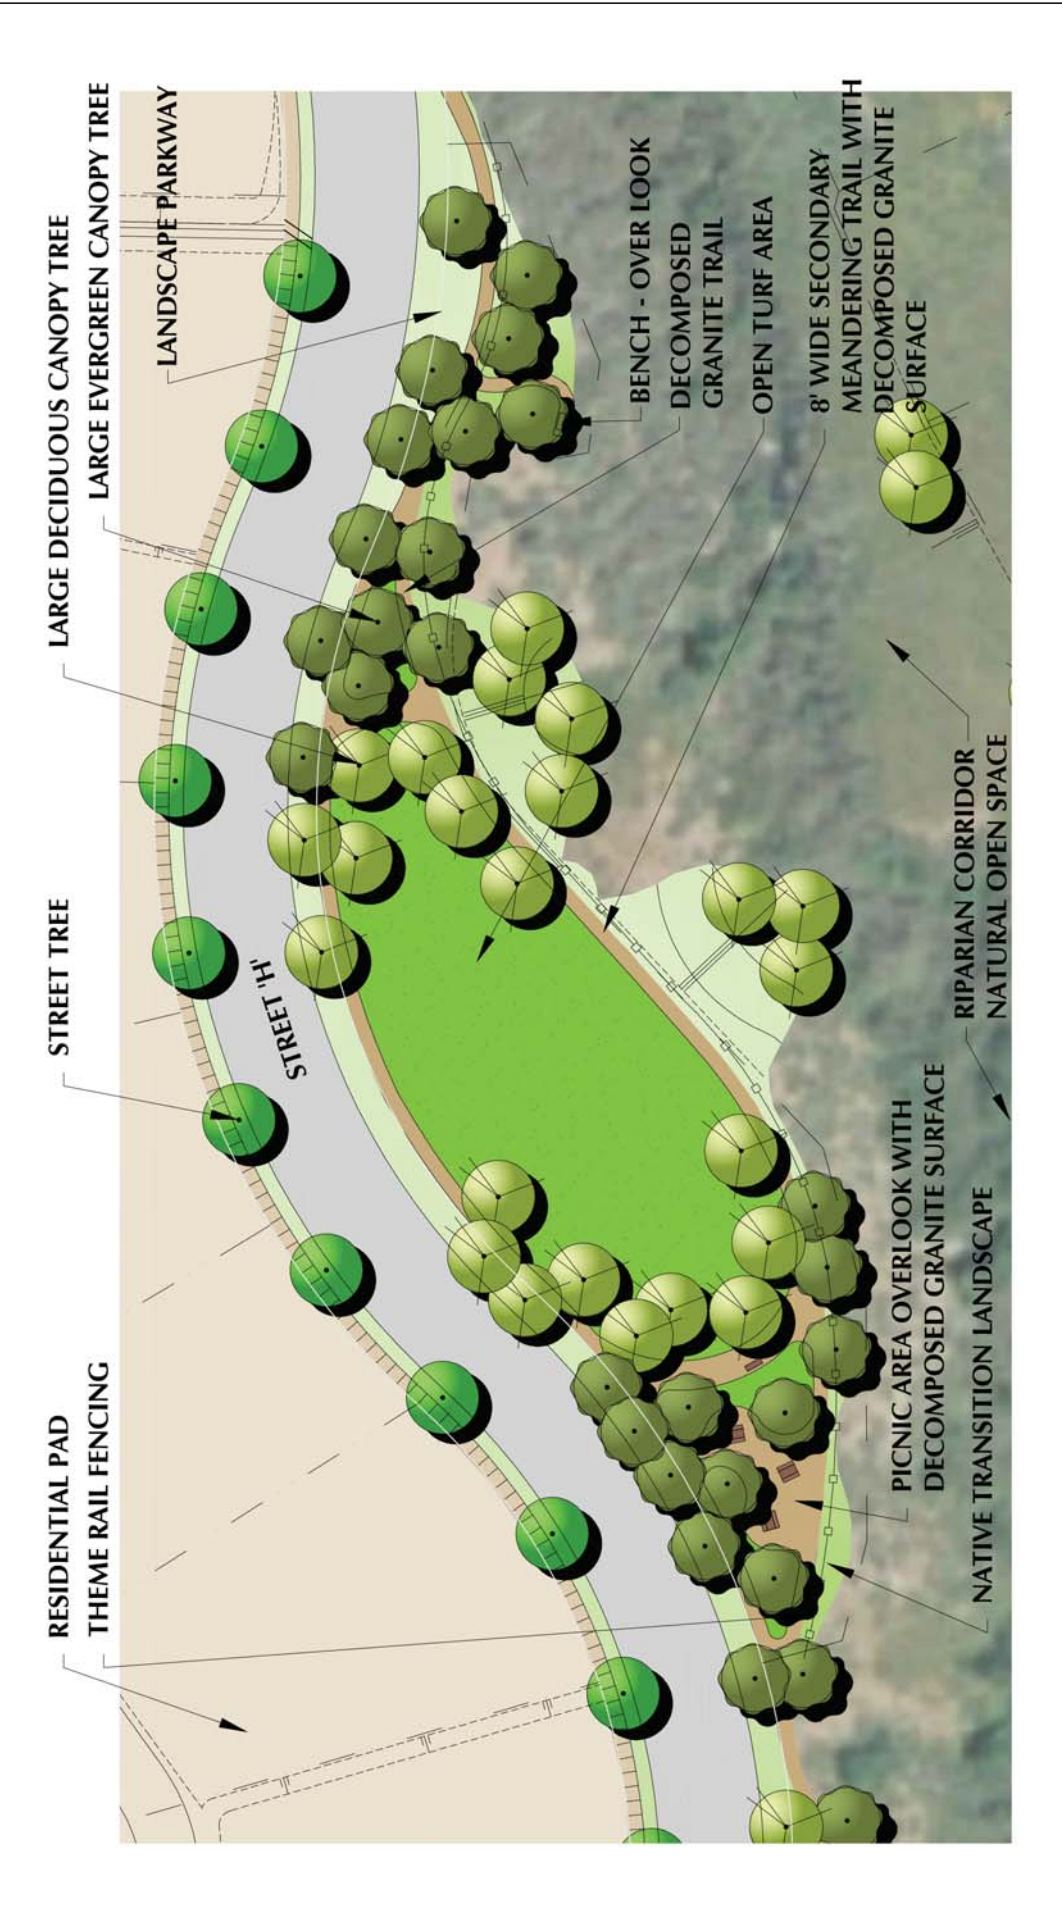 RESIDENTIAL PAD
THEME RAIL FENCING
STREET TREE
LARGE DECIDUOUS CANOPY TREE
LARGE EVERGREEN CANOPY TREE
LANDSCAPE PARKWAY
STREET 'H'
BENCH - OVER LOOK
DECOMPOSED
GRANITE TRAIL
OPEN TURF AREA
8' WIDE SECONDARY
MEANDERING TRAIL WITH
DECOMPOSED GRANITE
SURFACE
PICNIC AREA OVERLOOK WITH
DECOMPOSED GRANITE SURFACE
NATIVE TRANSITION LANDSCAPE
RIPARIAN CORRIDOR
NATURAL OPEN SPACE